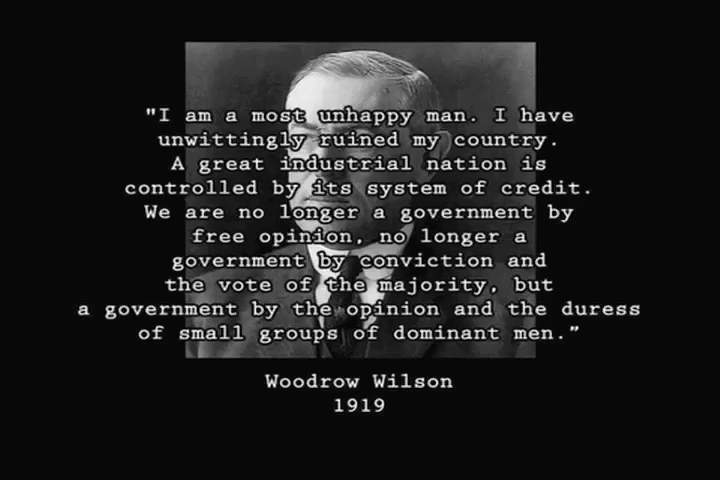 "I am a most unhappy man. I have
unwittingly ruined my country.
A great industrial nation is
controlled by its system of credit.
We are no longer a government by
free opinion, no longer a
government by conviction and
the vote of the majority, but
a government by the opinion and the duress
of small groups of dominant men.”
Woodrow Wilson
1919